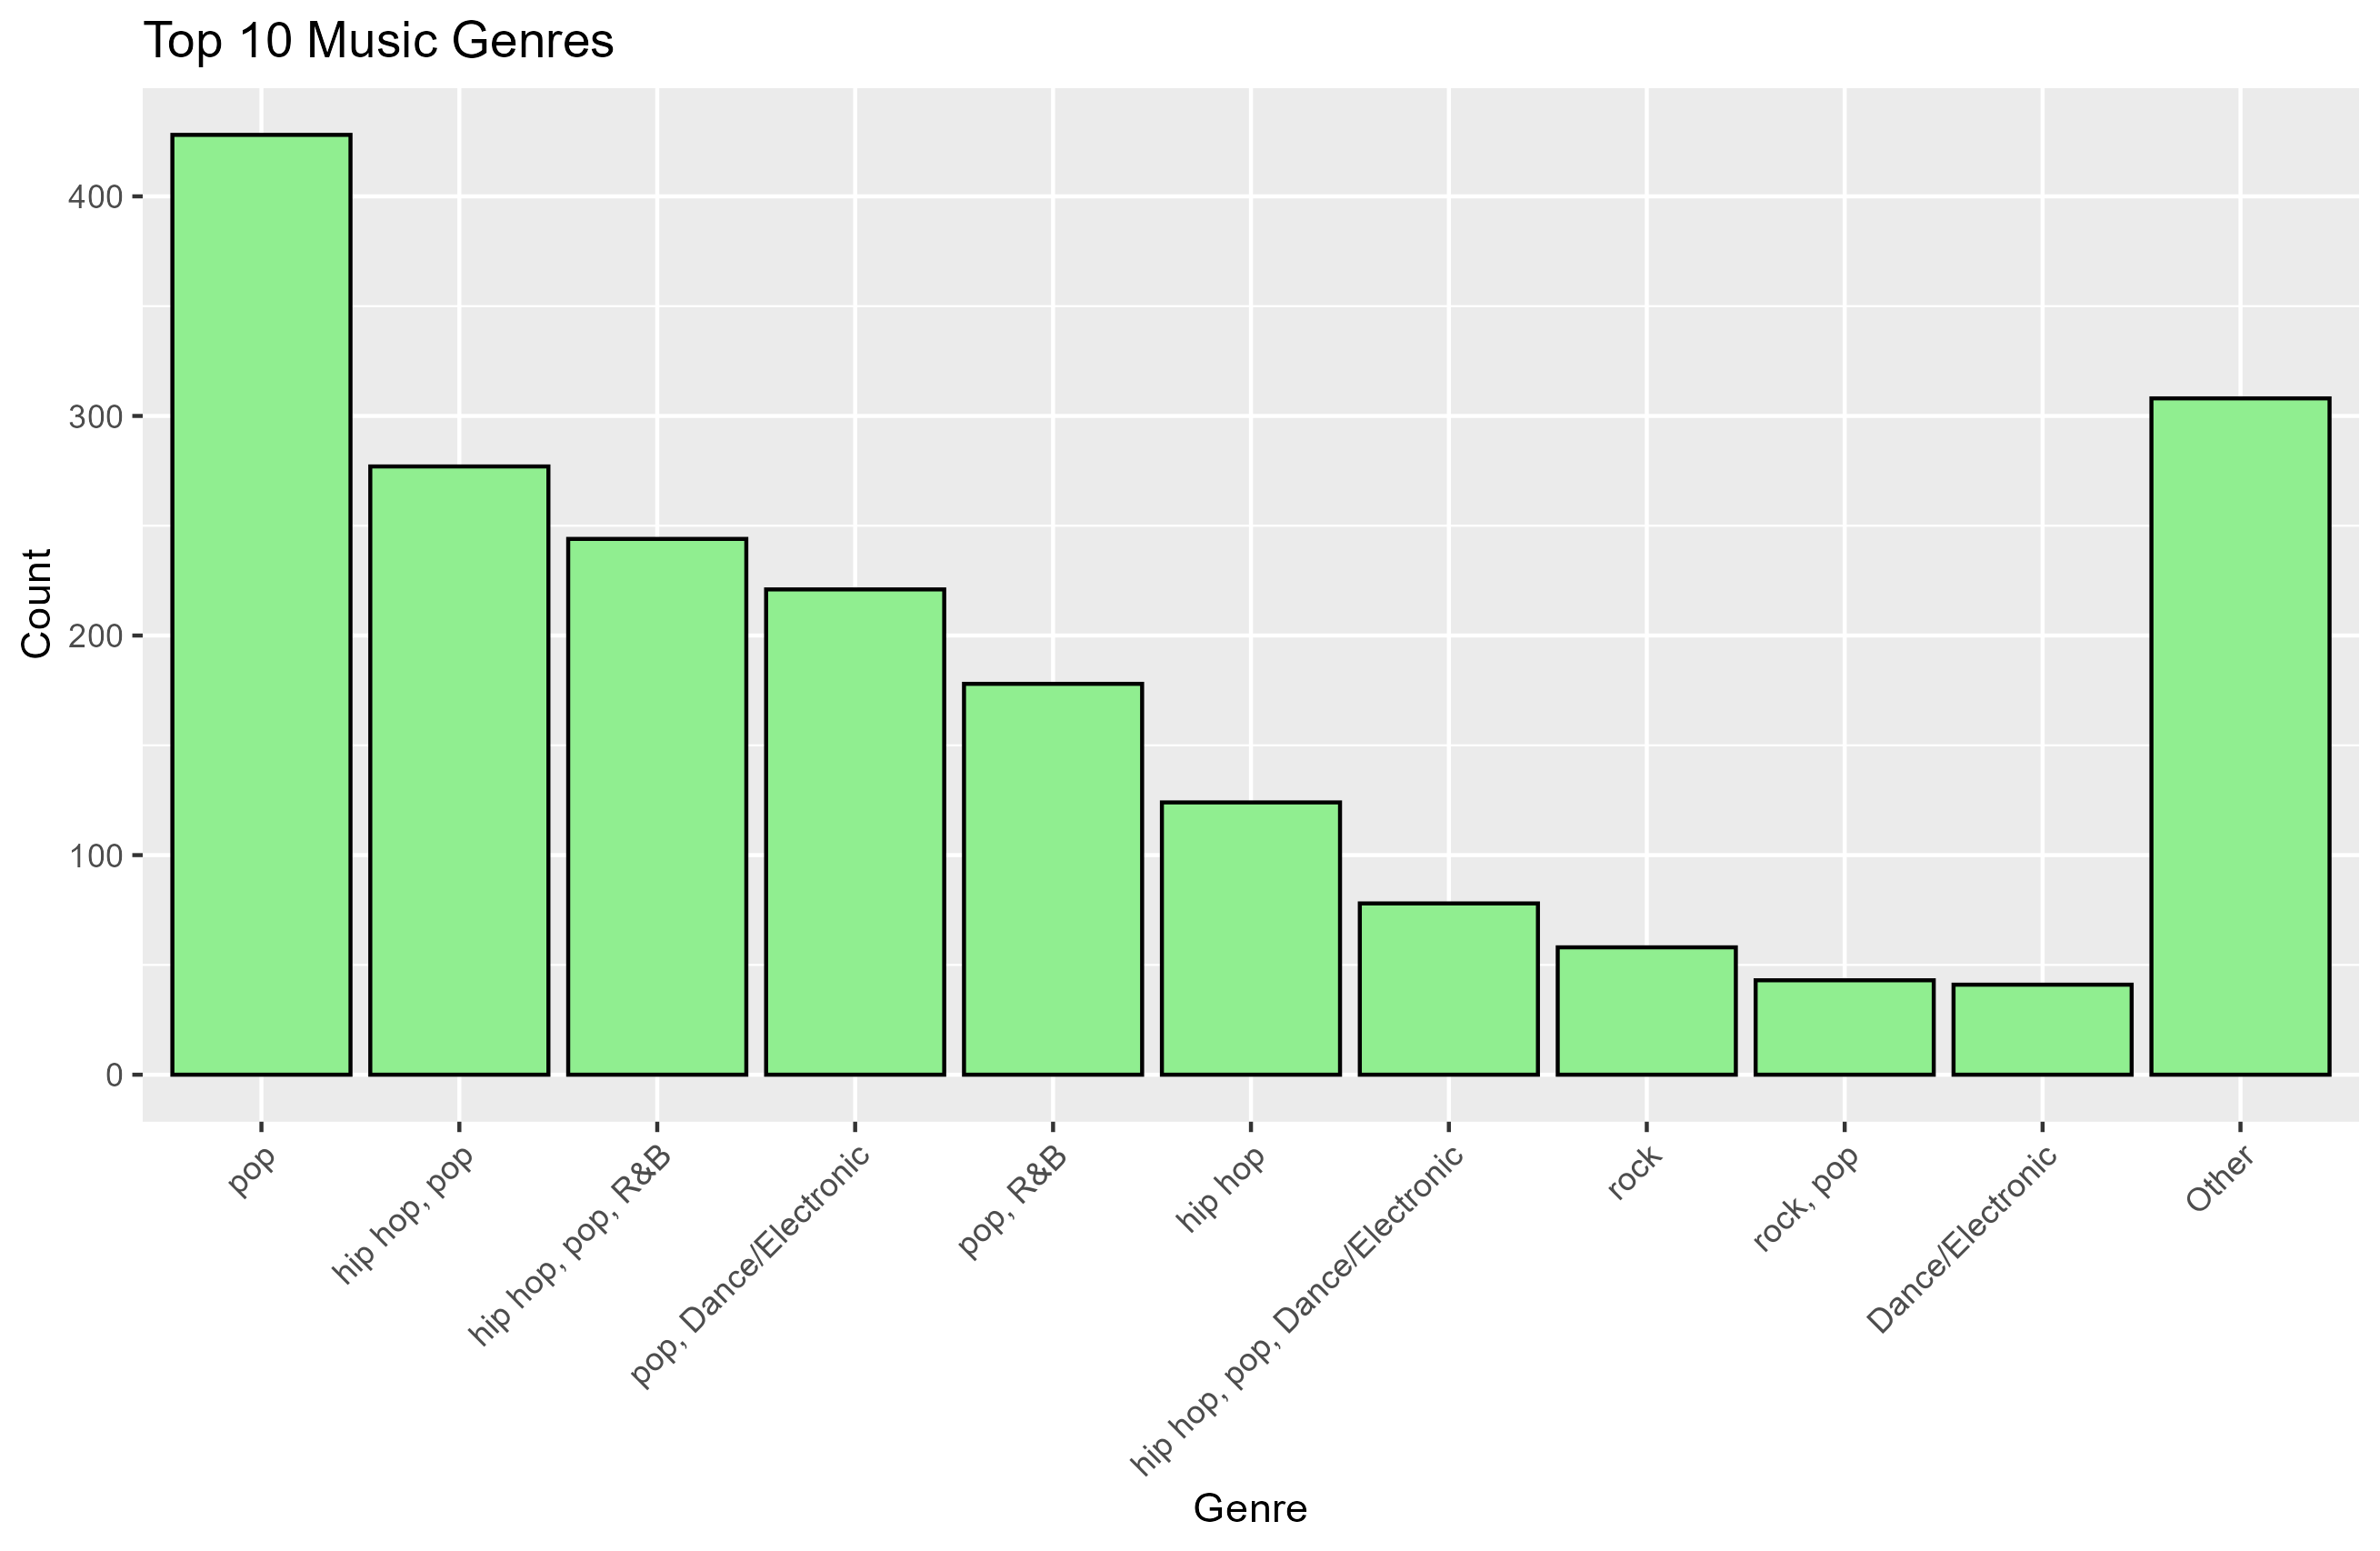 Top 10 Music Genres
Count
400
300
200
100
0
pop
hip hop, pop
hip hop, pop, R&B
pop, Dance/Electronic
pop, R&B
hip hop
hip hop, pop, Dance/Electronic
rock
rock, pop
Dance/Electronic
Other
Genre